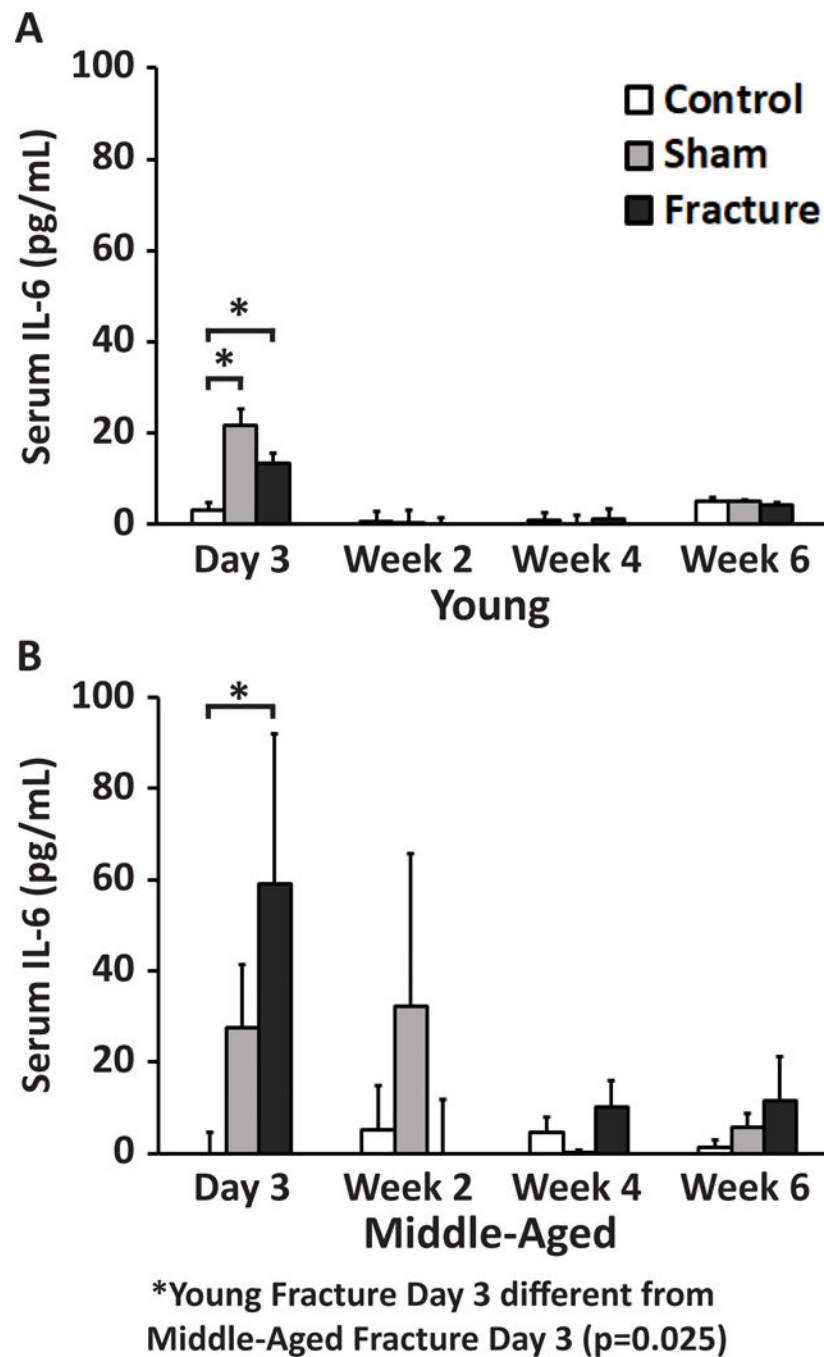 A
100
80
60
40
20
0
Serum IL-6 (pg/mL)
Control
Sham
Fracture
*
*
Day 3 Week 2 Week 4 Week 6
Young
B
100
80
60
40
20
0
Serum IL-6 (pg/mL)
*
Day 3 Week 2 Week 4 Week 6
Middle-Aged
*Young Fracture Day 3 different from
Middle-Aged Fracture Day 3 (p=0.025)